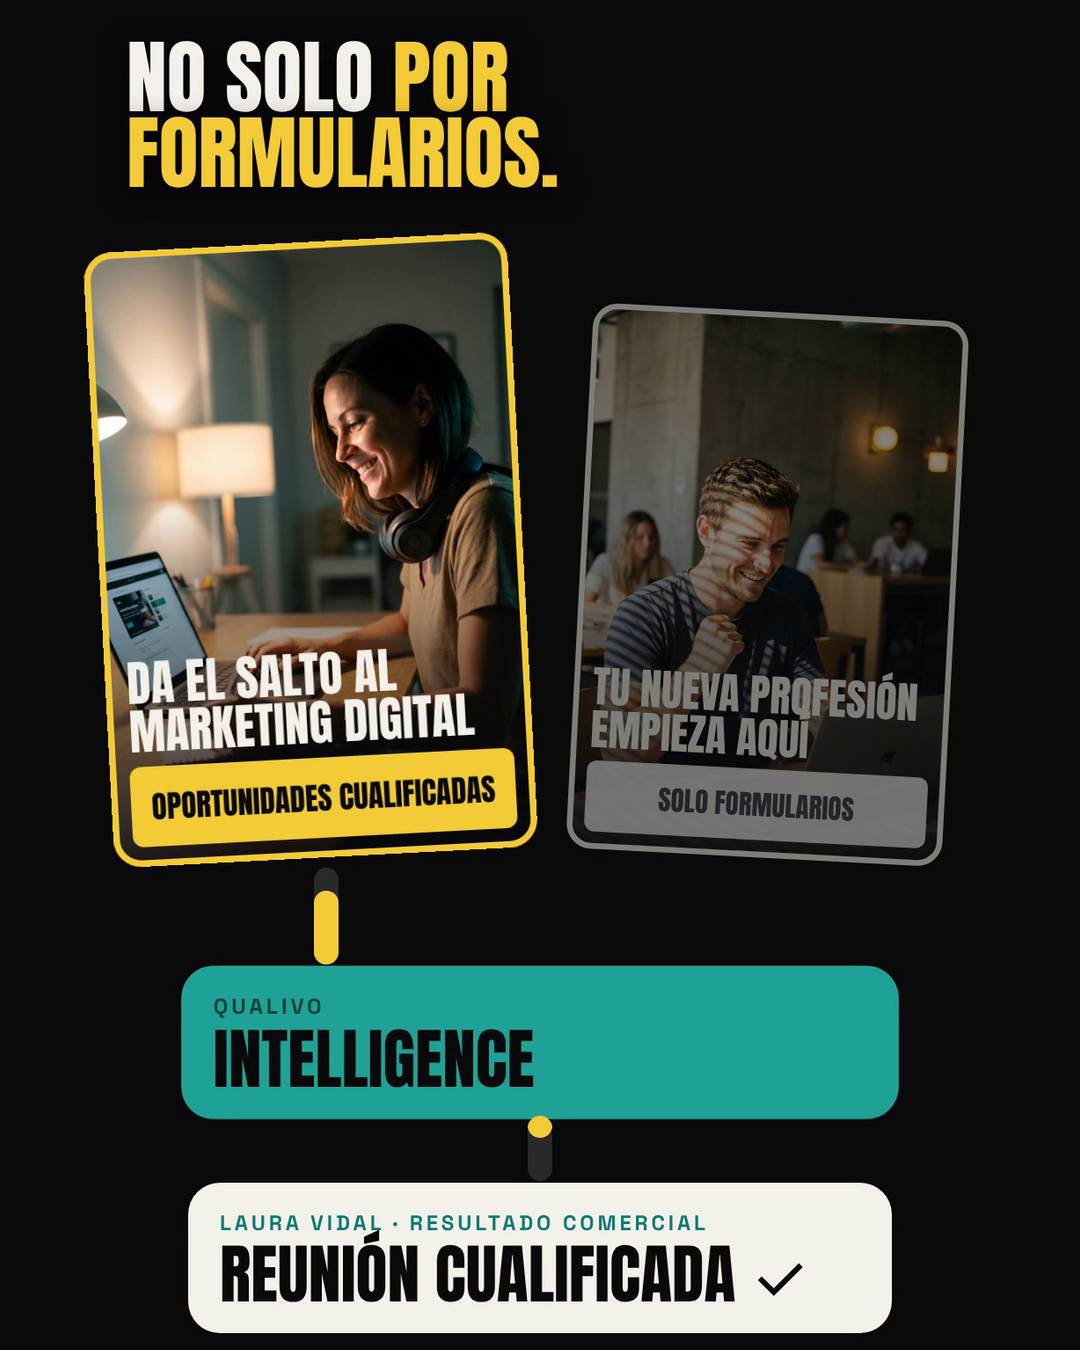 NO SOLO POR
FORMULARIOS.
DA EL SALTO AL
MARKETING DIGITAL
OPORTUNIDADES CUALIFICADAS
TU NUEVA PROFESIÓN
EMPIEZA AQUÍ
SOLO FORMULARIOS
QUALIVO
INTELLIGENCE
LAURA VIDAL · RESULTADO COMERCIAL
REUNIÓN CUALIFICADA ✓